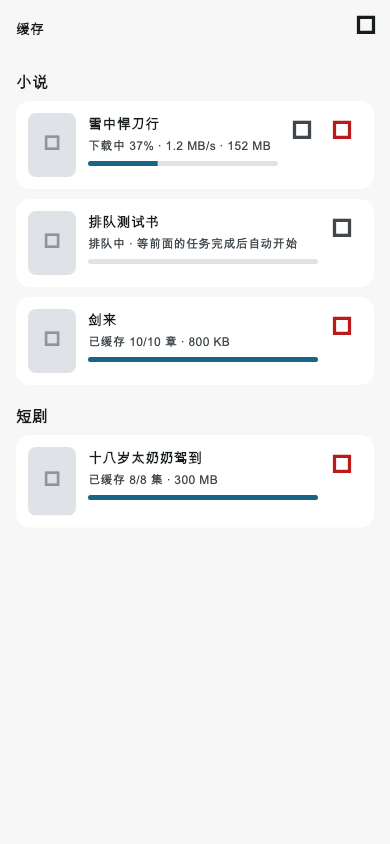 缓存
小说
雪中悍刀行
下载中 37% · 1.2 MB/s · 152 MB
排队测试书
排队中 · 等前面的任务完成后自动开始
剑来
已缓存 10/10 章 · 800 KB
短剧
十八岁太奶奶驾到
已缓存 8/8 集 · 300 MB